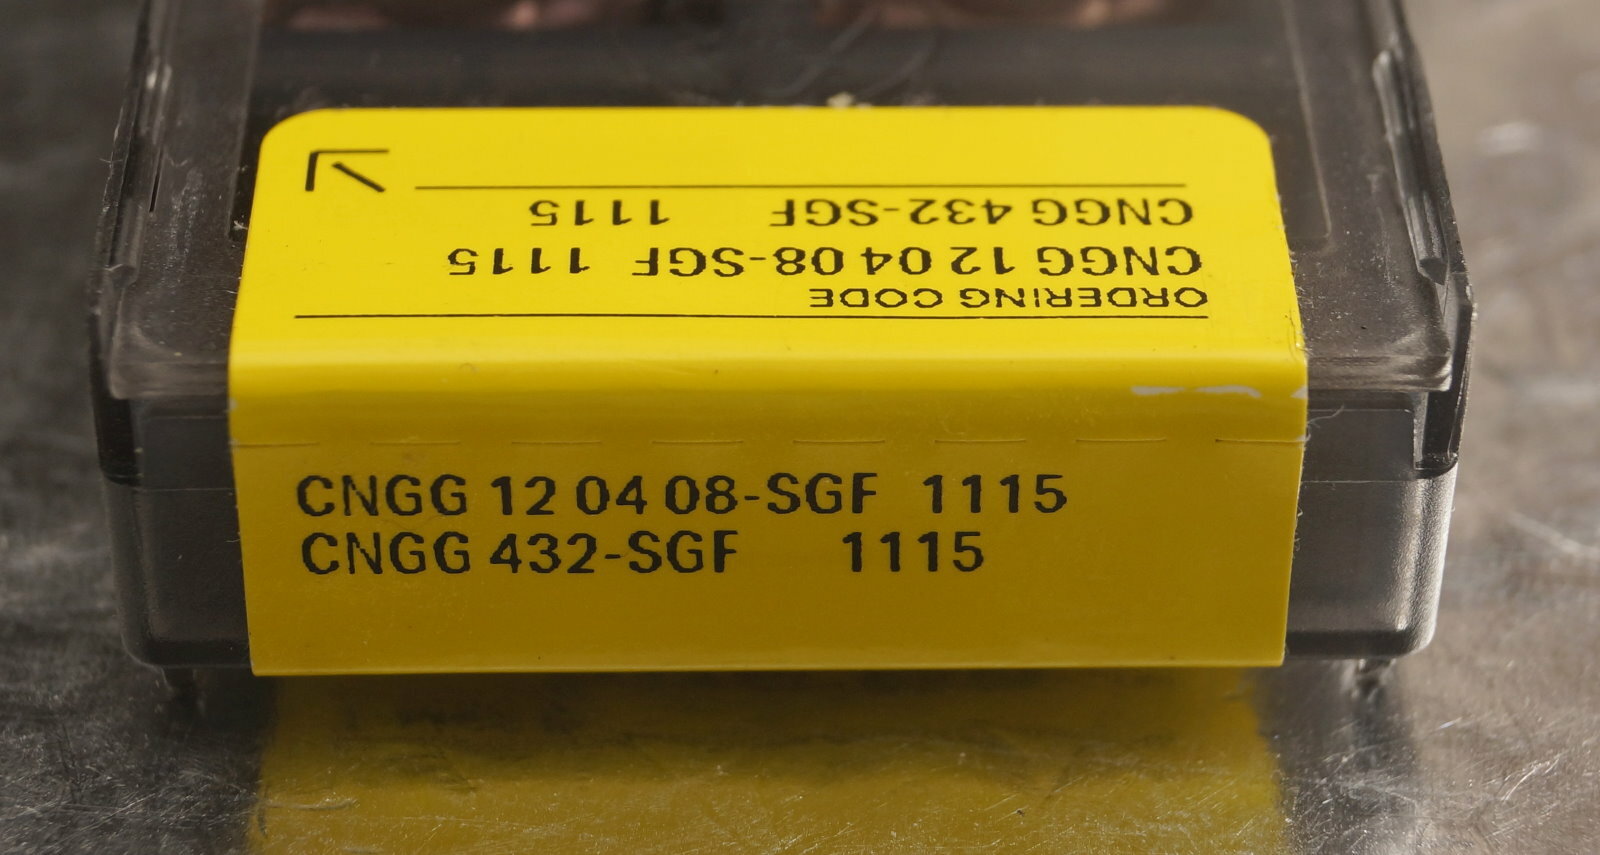 ORDERING CODE
CNGG 12 04 08-SGF 1115
CNGG 432-SGF 1115
CNGG 12 04 08-SGF 1115
CNGG 432-SGF 1115